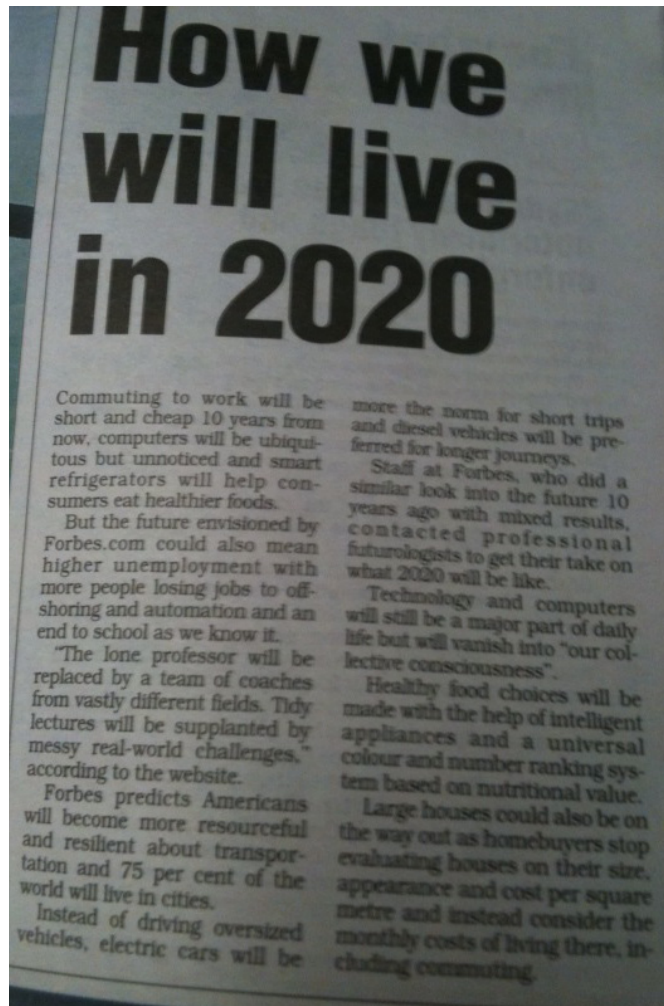 How we
will live
in 2020
Commuting to work will be
short and cheap 10 years from
now, computers will be ubiqui-
tous but unnoticed and smart
refrigerators will help con-
sumers eat healthier foods.
But the future envisioned by
Forbes.com could also mean
higher unemployment with
more people losing jobs to off-
shoring and automation and an
end to school as we know it.
"The lone professor will be
replaced by a team of coaches
from vastly different fields. Tidy
lectures will be supplanted by
messy real-world challenges,"
according to the website.
Forbes predicts Americans
will become more resourceful
and resilient about transpor-
tation and 75 per cent of the
world will live in cities.
Instead of driving oversized
vehicles, electric cars will be
more the norm for short trips
and diesel vehicles will be pre-
ferred for longer journeys.
Staff at Forbes, who did a
similar look into the future 10
years ago with mixed results,
contacted professional
futurologists to get their take on
what 2020 will be like.
Technology and computers
will still be a major part of daily
life but will vanish into "our col-
lective consciousness".
Healthy food choices will be
made with the help of intelligent
appliances and a universal
colour and number ranking sys-
tem based on nutritional value.
Large houses could also be on
the way out as homebuyers stop
evaluating houses on their size,
appearance and cost per square
metre and instead consider the
monthly costs of living there, in-
cluding commuting.